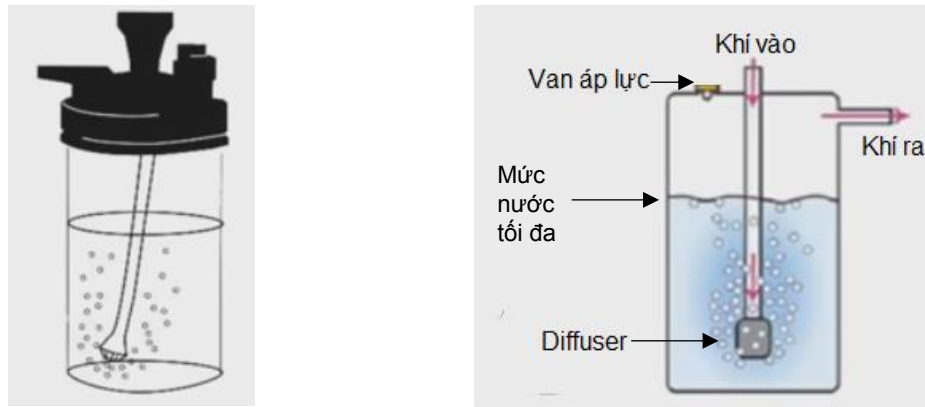 Khí vào
Van áp lực
Khí ra
Mức
nước
tối đa
Diffuser